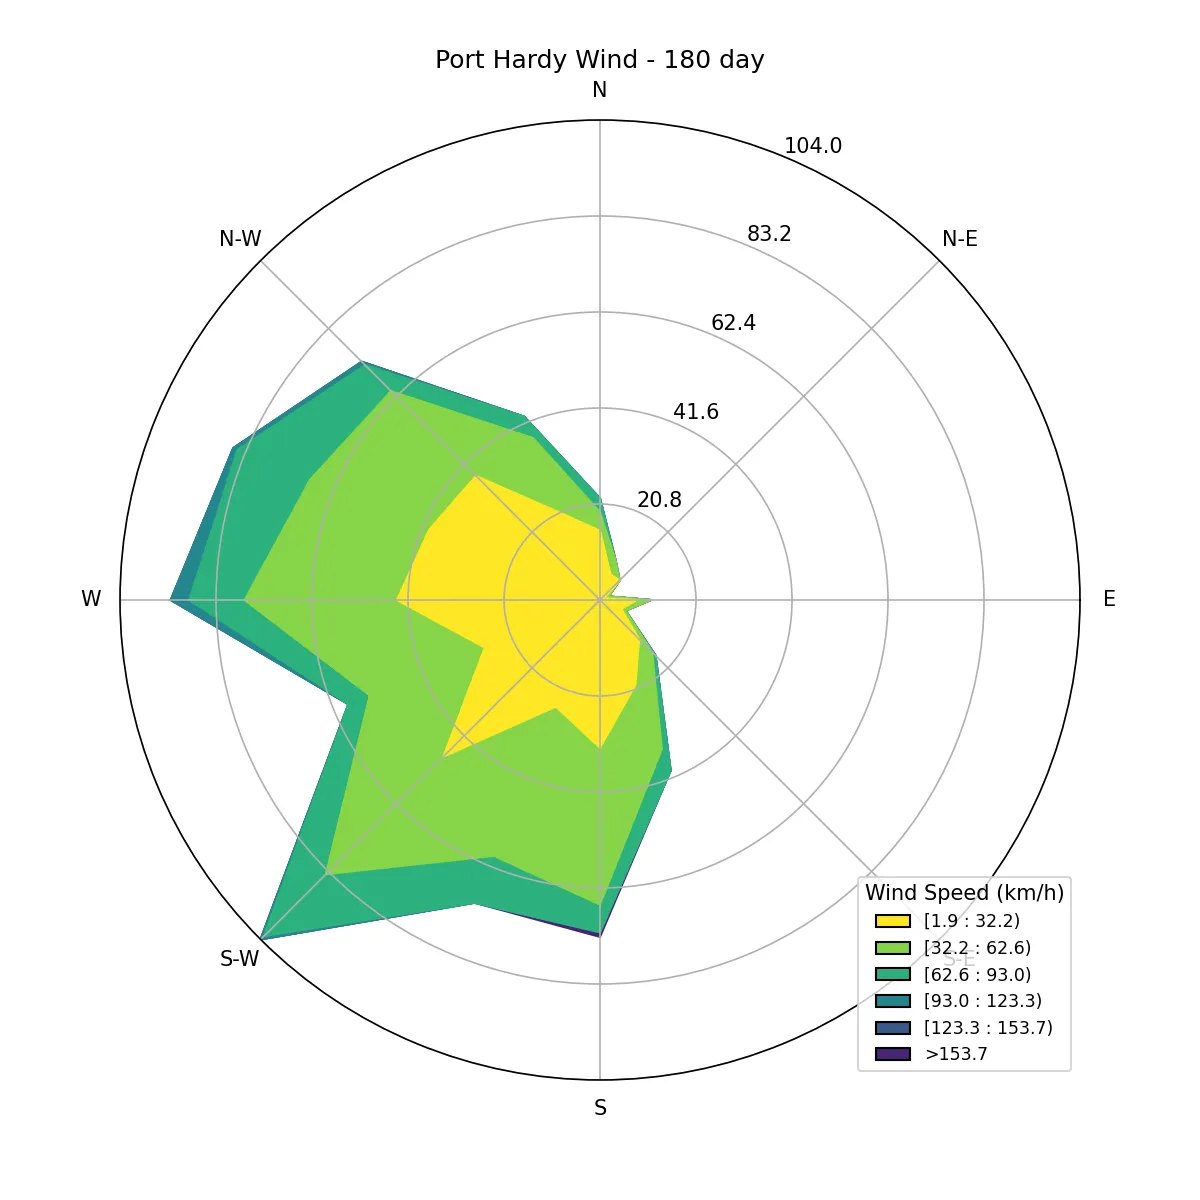 Port Hardy Wind - 180 day
N
104.0
N-W
83.2
N-E
62.4
41.6
20.8
W
E
S-W
S-E
S
Wind Speed (km/h)
[1.9 : 32.2)
[32.2 : 62.6)
[62.6 : 93.0)
[93.0 : 123.3)
[123.3 : 153.7)
>153.7